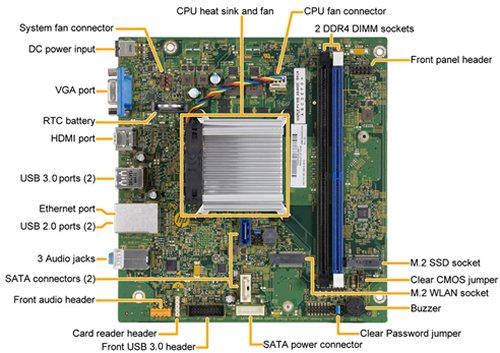 CPU heat sink and fan
CPU fan connector
System fan connector
2 DDR4 DIMM sockets
DC power input
Front panel header
VGA port
RTC battery
HDMI port
USB 3.0 ports (2)
Ethernet port
USB 2.0 ports (2)
3 Audio jacks
M.2 SSD socket
SATA connectors (2)
Clear CMOS jumper
M.2 WLAN socket
Front audio header
Buzzer
Card reader header
Clear Password jumper
Front USB 3.0 header
SATA power connector